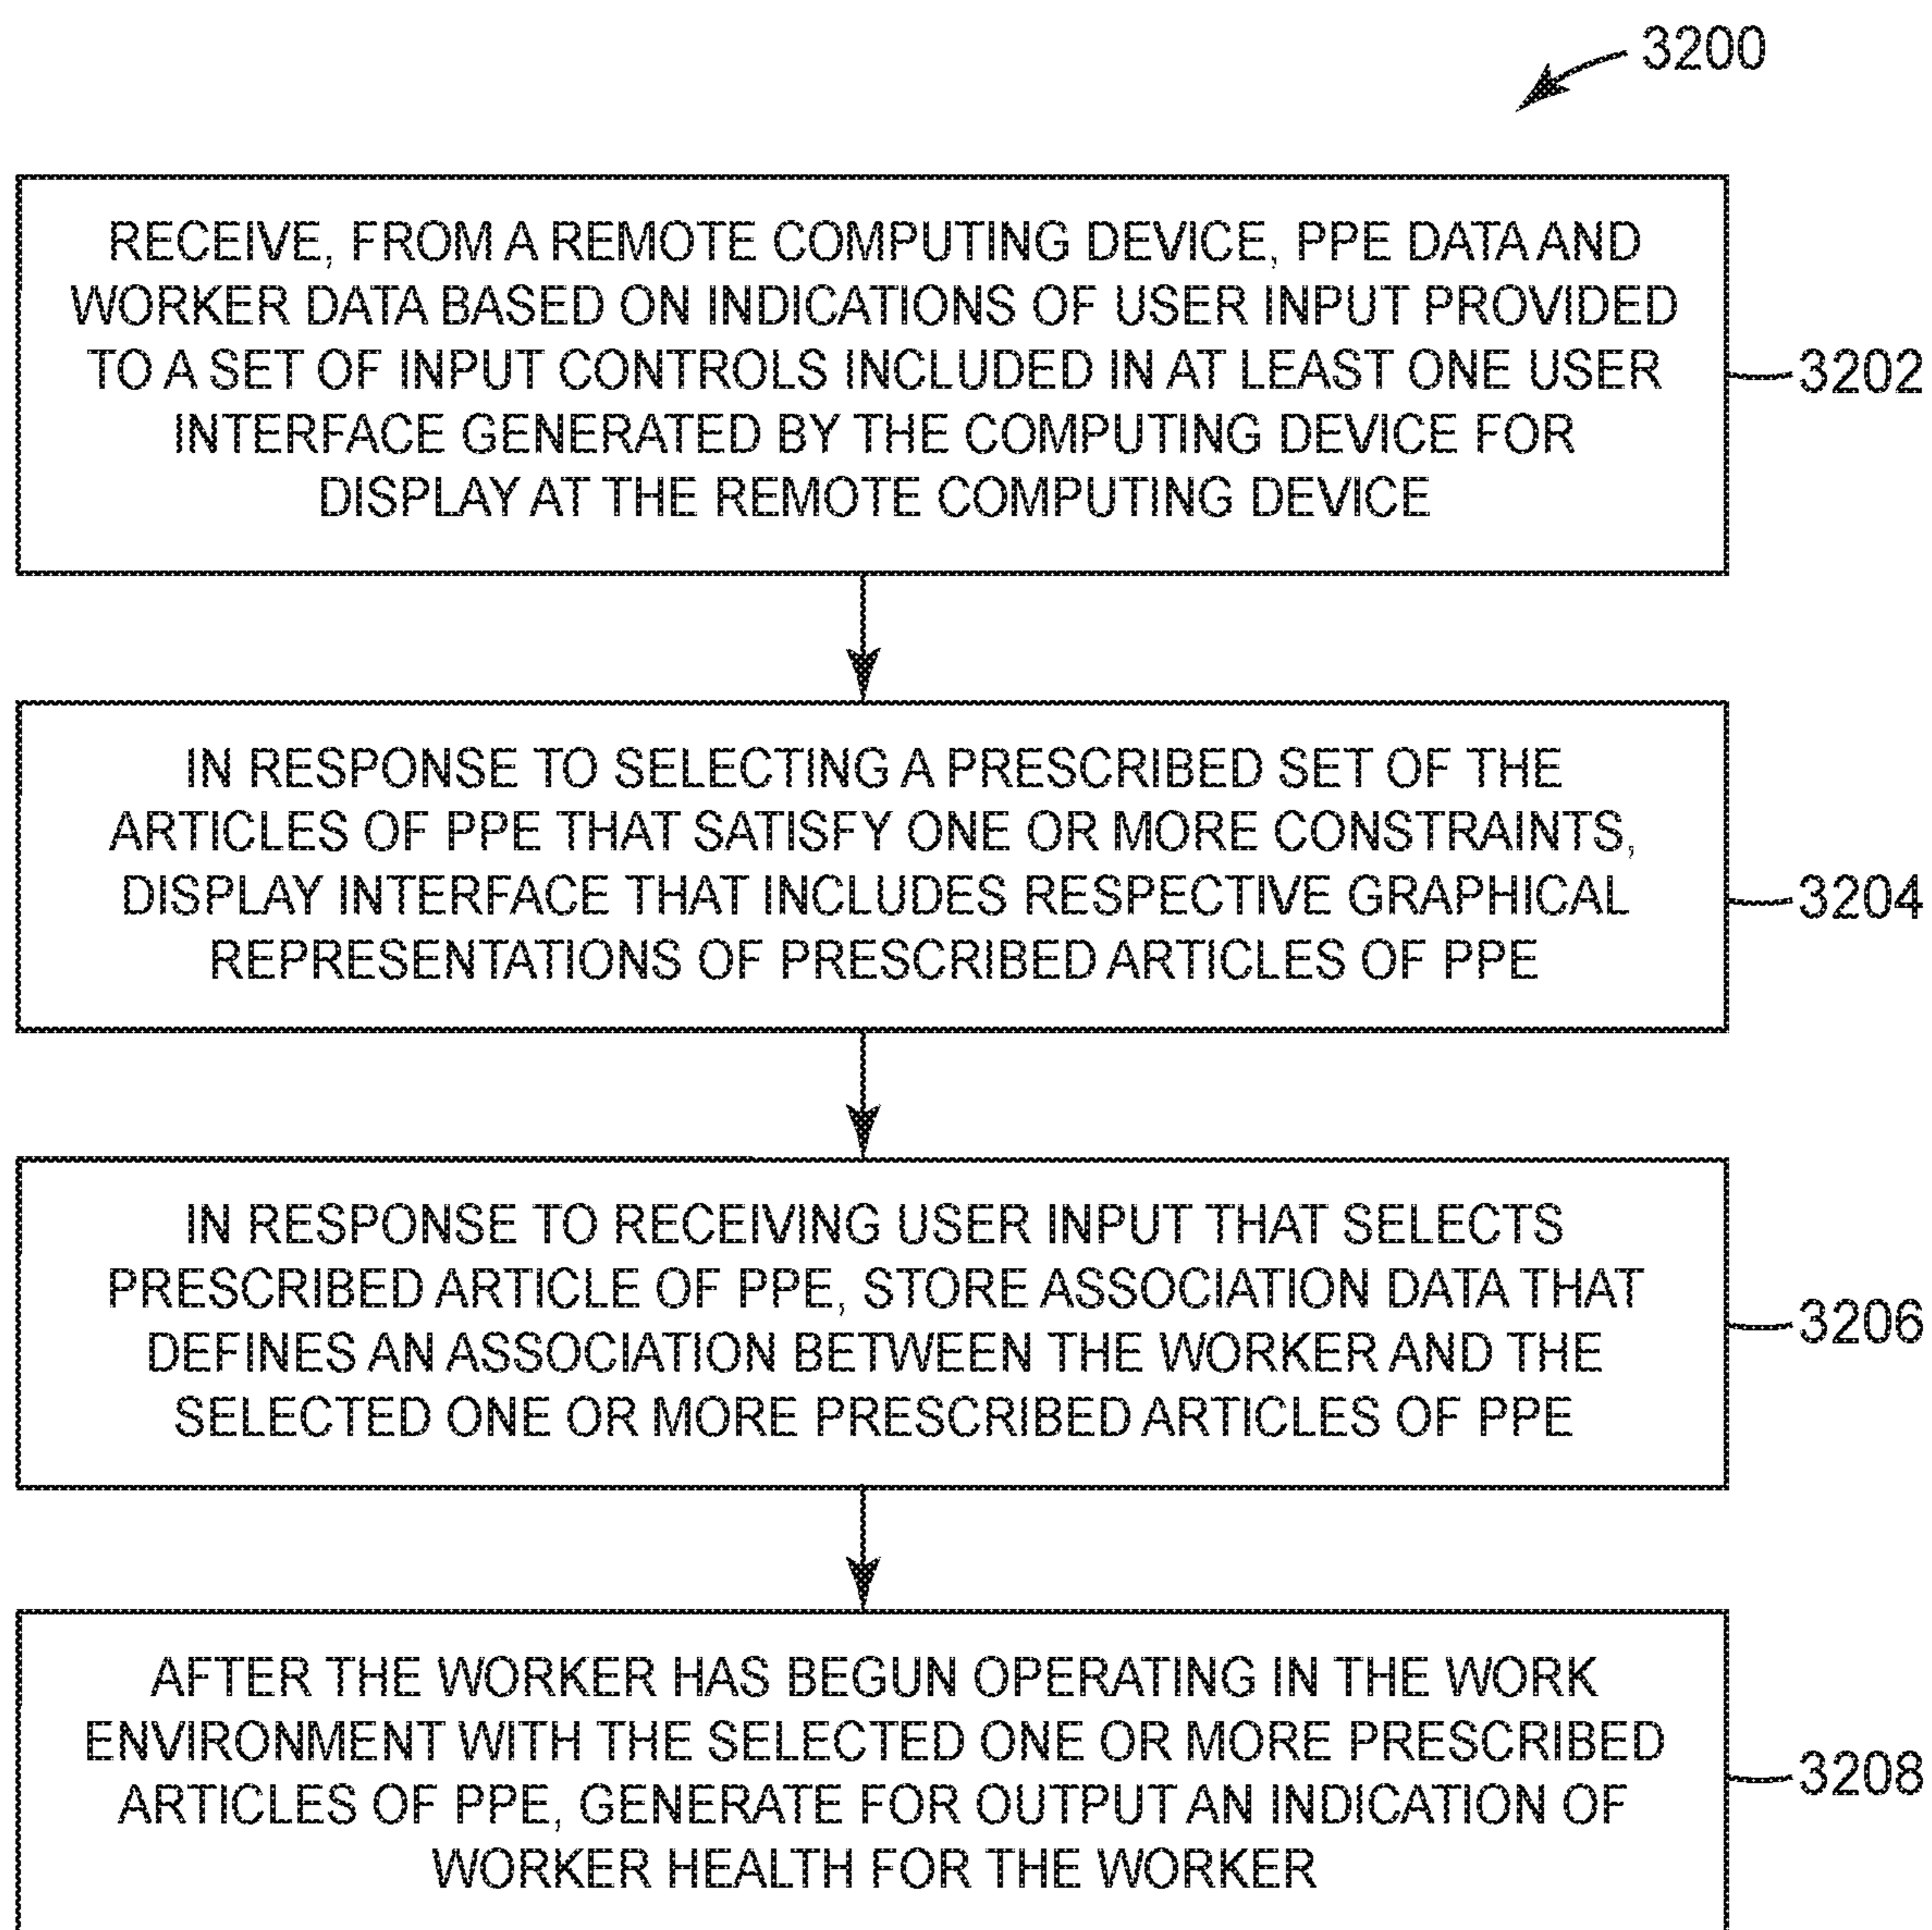 3200
RECEIVE, FROM A REMOTE COMPUTING DEVICE, PPE DATA AND
WORKER DATA BASED ON INDICATIONS OF USER INPUT PROVIDED
TO A SET OF INPUT CONTROLS INCLUDED IN AT LEAST ONE USER
INTERFACE GENERATED BY THE COMPUTING DEVICE FOR
DISPLAY AT THE REMOTE COMPUTING DEVICE
3202
IN RESPONSE TO SELECTING A PRESCRIBED SET OF THE
ARTICLES OF PPE THAT SATISFY ONE OR MORE CONSTRAINTS,
DISPLAY INTERFACE THAT INCLUDES RESPECTIVE GRAPHICAL
REPRESENTATIONS OF PRESCRIBED ARTICLES OF PPE
3204
IN RESPONSE TO RECEIVING USER INPUT THAT SELECTS
PRESCRIBED ARTICLE OF PPE, STORE ASSOCIATION DATA THAT
DEFINES AN ASSOCIATION BETWEEN THE WORKER AND THE
SELECTED ONE OR MORE PRESCRIBED ARTICLES OF PPE
3206
AFTER THE WORKER HAS BEGUN OPERATING IN THE WORK
ENVIRONMENT WITH THE SELECTED ONE OR MORE PRESCRIBED
ARTICLES OF PPE, GENERATE FOR OUTPUT AN INDICATION OF
WORKER HEALTH FOR THE WORKER
3208